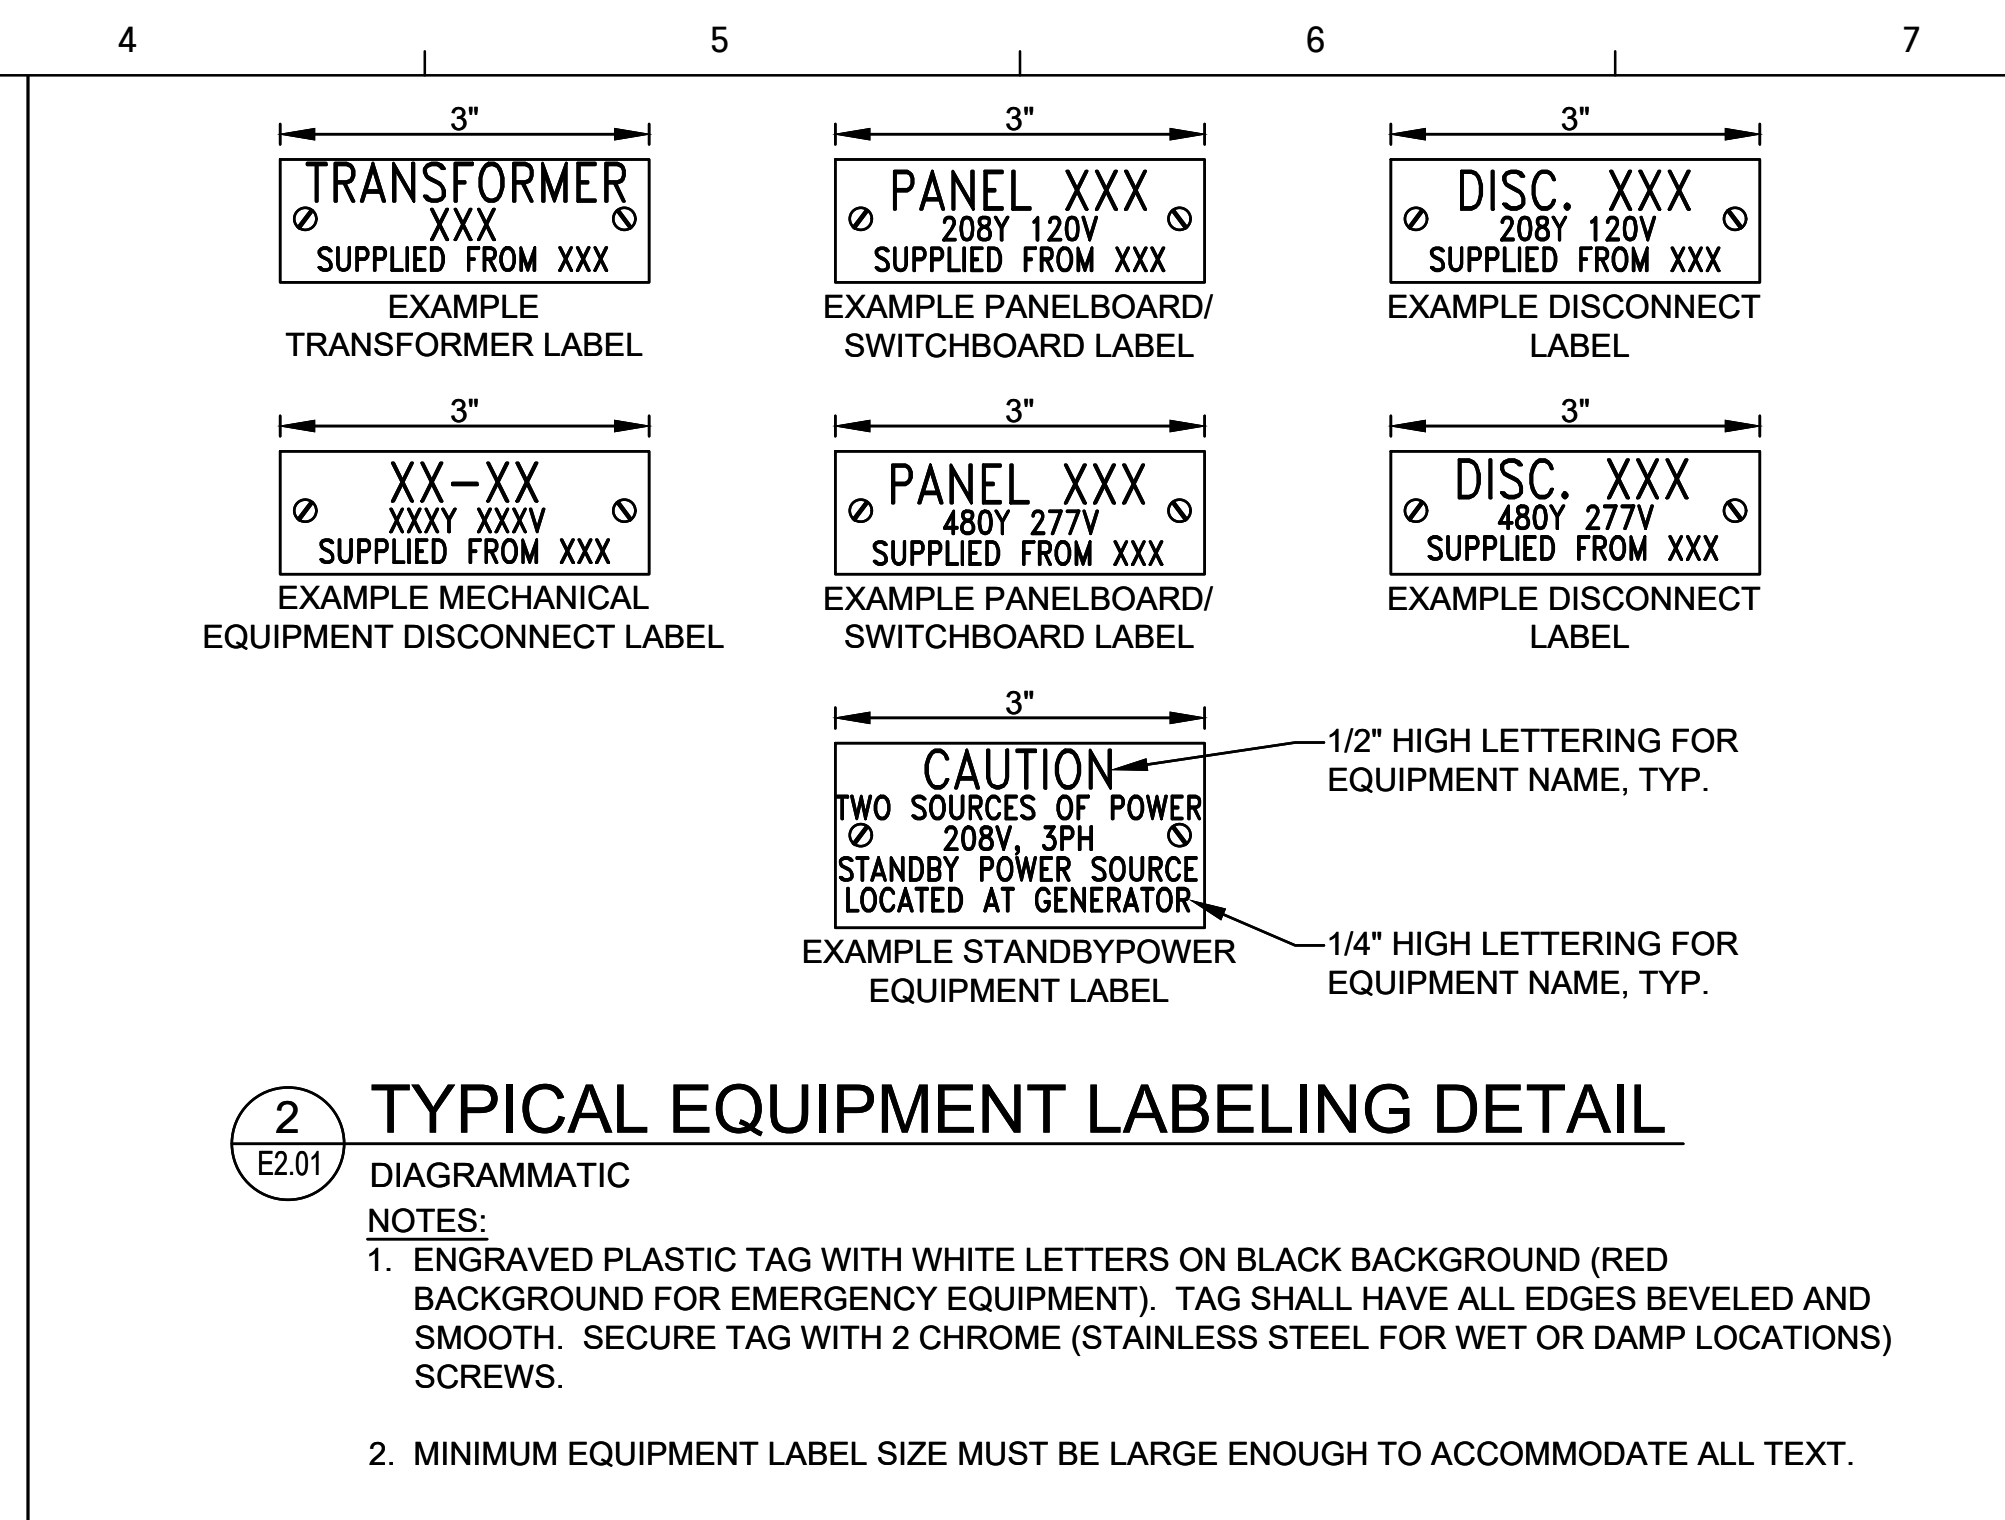 4
5
6
7
3"
TRANSFORMER
XXX
SUPPLIED FROM XXX
EXAMPLE
TRANSFORMER LABEL
3"
PANEL XXX
208Y 120V
SUPPLIED FROM XXX
EXAMPLE PANELBOARD/
SWITCHBOARD LABEL
3"
DISC. XXX
208Y 120V
SUPPLIED FROM XXX
EXAMPLE DISCONNECT
LABEL
3"
XX-XX
XXXY XXXV
SUPPLIED FROM XXX
EXAMPLE MECHANICAL
EQUIPMENT DISCONNECT LABEL
3"
PANEL XXX
480Y 277V
SUPPLIED FROM XXX
EXAMPLE PANELBOARD/
SWITCHBOARD LABEL
3"
DISC. XXX
480Y 277V
SUPPLIED FROM XXX
EXAMPLE DISCONNECT
LABEL
3"
CAUTION
TWO SOURCES OF POWER
208V, 3PH
STANDBY POWER SOURCE
LOCATED AT GENERATOR
EXAMPLE STANDBYPOWER
EQUIPMENT LABEL
1/2" HIGH LETTERING FOR
EQUIPMENT NAME, TYP.
1/4" HIGH LETTERING FOR
EQUIPMENT NAME, TYP.
2
E2.01
TYPICAL EQUIPMENT LABELING DETAIL
DIAGRAMMATIC
NOTES:
1. ENGRAVED PLASTIC TAG WITH WHITE LETTERS ON BLACK BACKGROUND (RED
BACKGROUND FOR EMERGENCY EQUIPMENT). TAG SHALL HAVE ALL EDGES BEVELED AND
SMOOTH. SECURE TAG WITH 2 CHROME (STAINLESS STEEL FOR WET OR DAMP LOCATIONS)
SCREWS.
2. MINIMUM EQUIPMENT LABEL SIZE MUST BE LARGE ENOUGH TO ACCOMMODATE ALL TEXT.